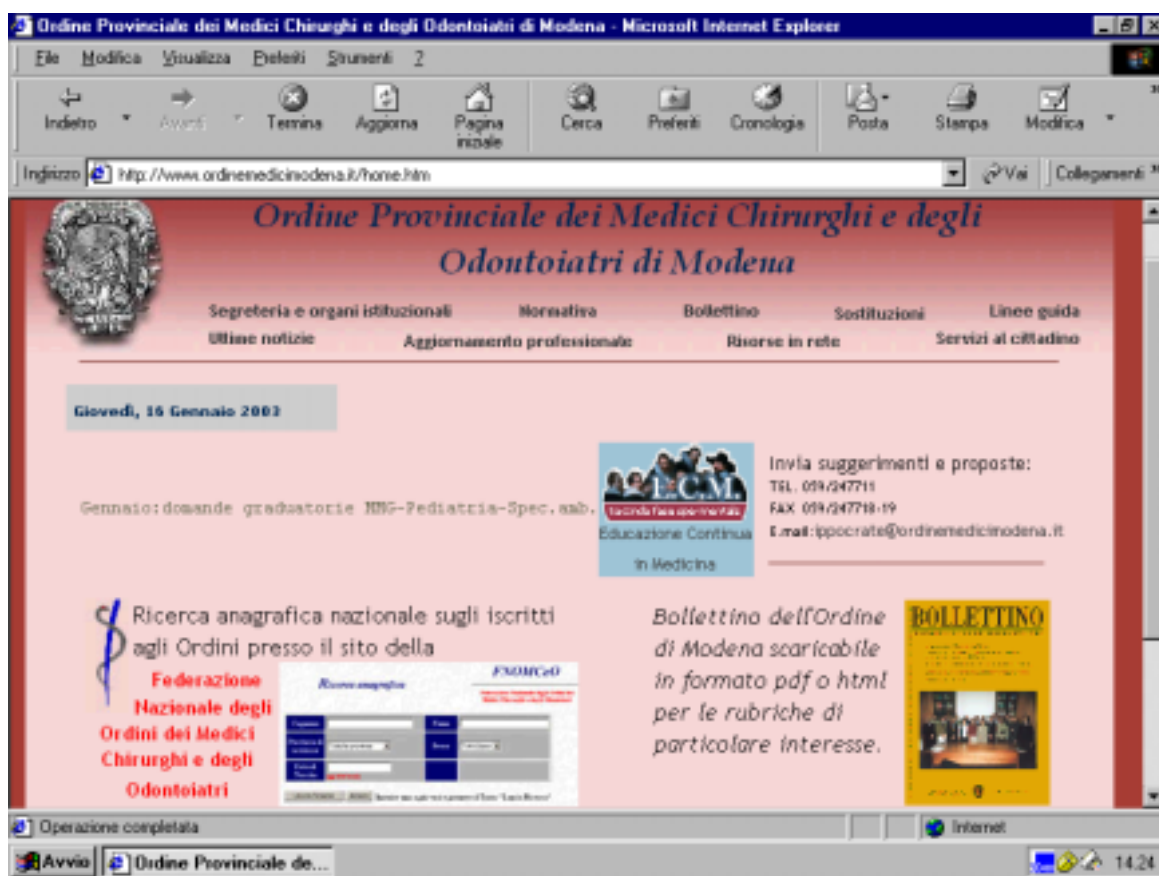 Ordine Provinciale dei Medici Chirurghi e degli Odontoiatri di Modena - Microsoft Internet Explorer
File Modifica Visualizza Preferiti Strumenti ?
Indietro Avanti Termina Aggiorna Pagina iniziale Cerca Preferiti Cronologia Posta Stampa Modifica
Indirizzo http://www.ordinemedicimodena.it/home.htm Vai Collegamenti
Ordine Provinciale dei Medici Chirurghi e degli
Odontoiatri di Modena
Segreteria e organi istituzionali Normativa Bollettino Sostituzioni Linee guida
Ultime notizie Aggiornamento professionale Risorse in rete Servizi al cittadino
Giovedì, 16 Gennaio 2003
Gennaio:domande graduatorie MMG-Pediatria-Spec.amb.
E.C.M.
Educazione Continua
in Medicina
Invia suggerimenti e proposte:
TEL. 059/247711
FAX 059/247718-19
E.mail:ippocrate@ordinemedicimodena.it
Ricerca anagrafica nazionale sugli iscritti
agli Ordini presso il sito della
Federazione
Nazionale degli
Ordini dei Medici
Chirurghi e degli
Odontoiatri
FNOMCeO
Ricerca anagrafica
Bollettino dell'Ordine
di Modena scaricabile
in formato pdf o html
per le rubriche di
particolare interesse.
BOLLETTINO
Operazione completata Internet
Avvio Ordine Provinciale de... 14.24